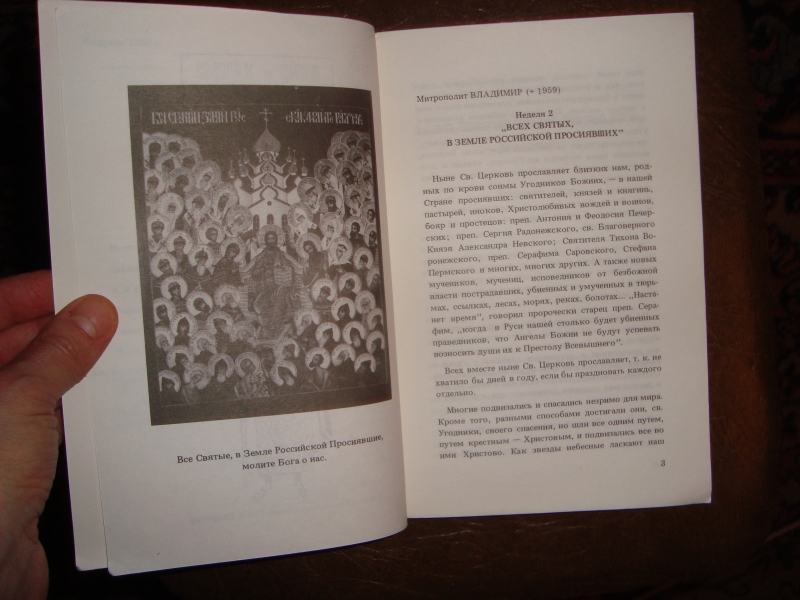 Все Святые, в Земле Российской Просиявшие,
молите Бога о нас.
Митрополит ВЛАДИМИР (+ 1959)
Неделя 2
„ВСЕХ СВЯТЫХ,
В ЗЕМЛЕ РОССИЙСКОЙ ПРОСИЯВШИХ"
Ныне Св. Церковь прославляет близких нам, род-
ных по крови сонмы Угодников Божиих, — в нашей
Стране просиявших: святителей, князей и княгинь,
пастырей, иноков, Христолюбивых вождей и воинов,
бояр и простецов: преп. Антония и Феодосия Печер-
ских; преп. Сергия Радонежского, св. Благоверного
Князя Александра Невского; Святителя Тихона Во-
ронежского, преп. Серафима Саровского, Стефана
Пермского и многих, многих других. А также новых
мучеников, мучениц, исповедников от безбожной
власти пострадавших, убиенных и умученных в тюрь-
мах, ссылках, лесах, морях, реках, болотах... „Наста-
нет время", говорил пророчески старец преп. Сера-
фим, „когда в Руси нашей столько будет убиенных
праведников, что Ангелы Божии не будут успевать
возносить души их к Престолу Всевышнего".
Всех вместе ныне Св. Церковь прославляет, т. к. не
хватило бы дней в году, если бы праздновать каждого
отдельно.
Многие подвизались и спасались незримо для мира.
Кроме того, разными способами достигали они, св.
Угодники, своего спасения, но шли все одним путем,
путем крестным — Христовым, и подвизались все во
имя Христово. Как звезды небесные ласкают наш
3